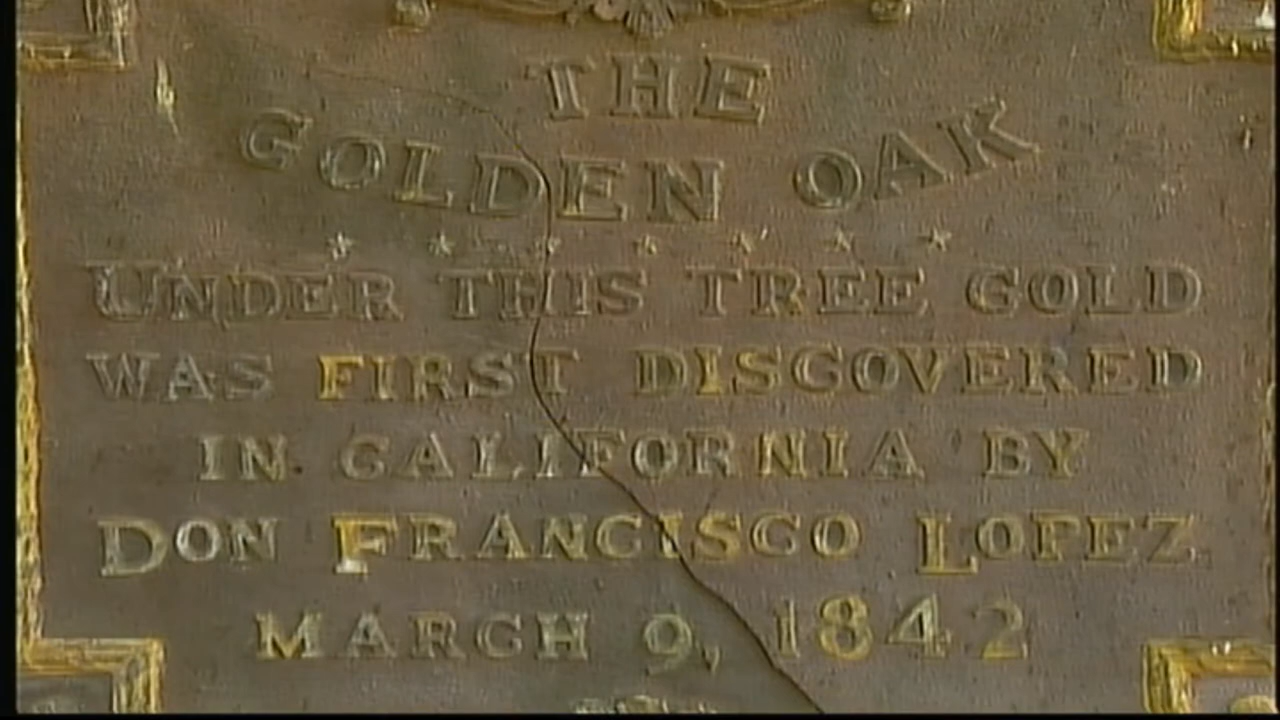 THE
GOLDEN OAK
UNDER THIS TREE GOLD
WAS FIRST DISCOVERED
IN CALIFORNIA BY
DON FRANCISCO LOPEZ
MARCH 9, 1842